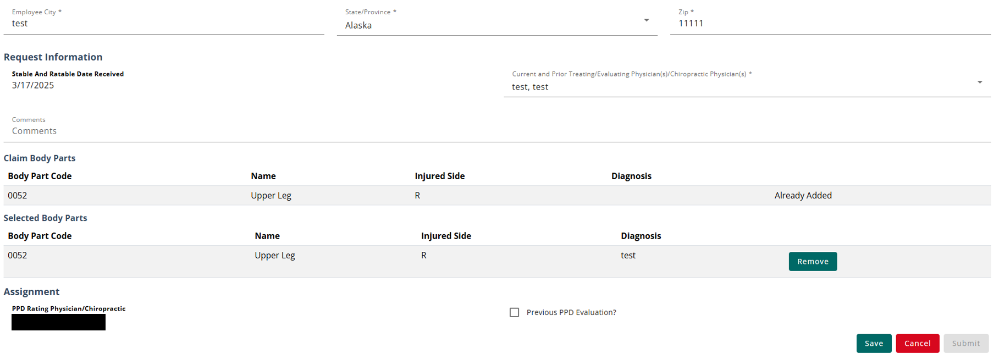 Employee City *
State/Province *
Zip *
test
Alaska
11111
Request Information
Stable And Ratable Date Received
Current and Prior Treating/Evaluating Physician(s)/Chiropractic Physician(s) *
3/17/2025
test, test
Comments
Comments
Claim Body Parts
Body Part Code Name Injured Side Diagnosis
0052 Upper Leg R Already Added
Selected Body Parts
Body Part Code Name Injured Side Diagnosis
0052 Upper Leg R test Remove
Assignment
PPD Rating Physician/Chiropractic
Previous PPD Evaluation?
Save Cancel Submit